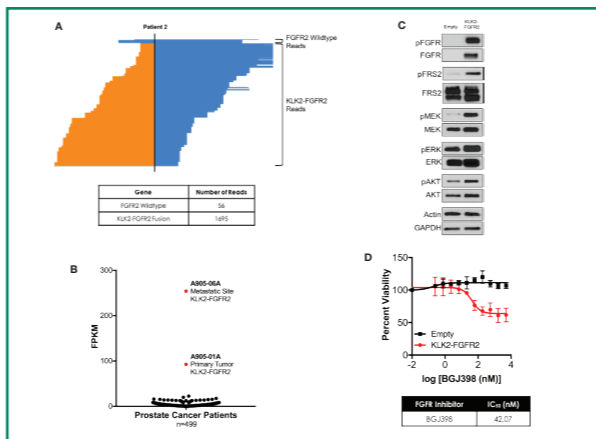 A
Patient 2
FGFR2 Wildtype
Reads
KLK2-FGFR2
Reads
Gene Number of Reads
FGFR2 Wildtype 56
KLK2-FGFR2 Fusion 1695
B
FPKM
300
200
100
0
A905-06A
Metastatic Site
KLK2-FGFR2
A905-01A
Primary Tumor
KLK2-FGFR2
Prostate Cancer Patients
n=499
C
Empty
KLK2-
FGFR2
pFGFR
FGFR
pFRS2
FRS2
pMEK
MEK
pERK
ERK
pAKT
AKT
Actin
GAPDH
D
Percent Viability
150
100
50
0
Empty
KLK2-FGFR2
-2 0 2 4
log [BGJ398 (nM)]
FGFR Inhibitor IC50 (nM)
BGJ398 42.07